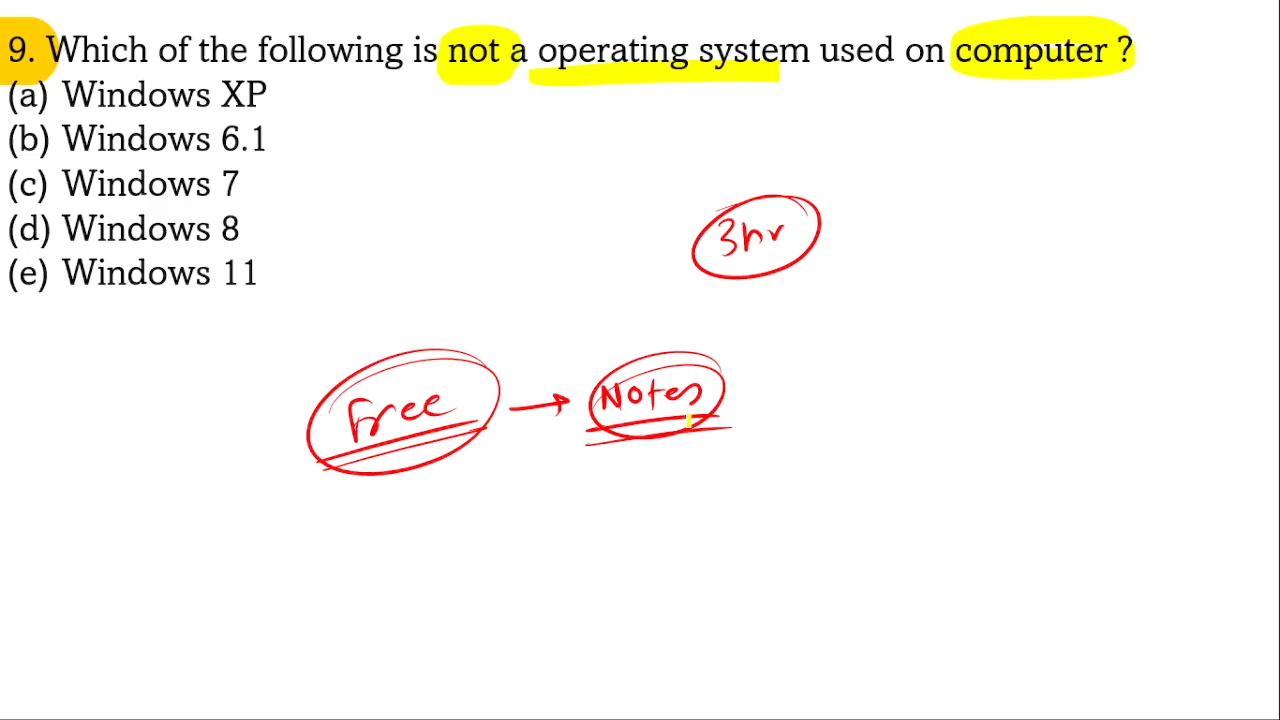 9. Which of the following is not a operating system used on computer ?
(a) Windows XP
(b) Windows 6.1
(c) Windows 7
(d) Windows 8
(e) Windows 11
3hr
Free → Notes